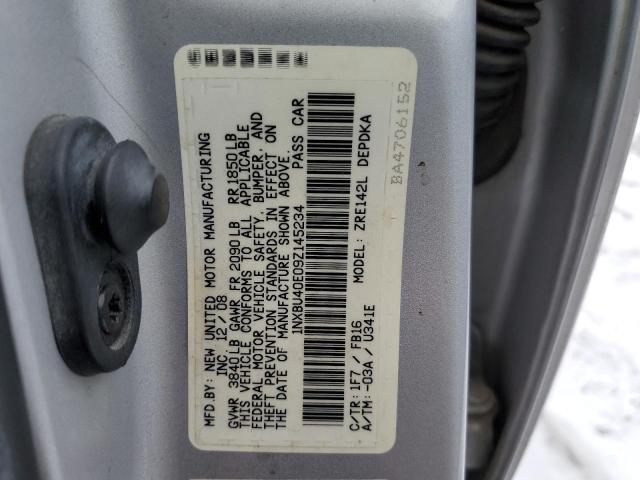 MFD.BY: NEW UNITED MOTOR MANUFACTURING
INC. 12 / 08
GVWR 3840LB GAWR FR 2090LB RR 1850LB
THIS VEHICLE CONFORMS TO ALL APPLICABLE
FEDERAL MOTOR VEHICLE SAFETY, BUMPER, AND
THEFT PREVENTION STANDARDS IN EFFECT ON
THE DATE OF MANUFACTURE SHOWN ABOVE.
1NXBU40E09Z145234 PASS CAR
C/TR: 1F7 / FB16 MODEL: ZRE142L DEPDKA
A/TM: -03A / U341E
BA4706152